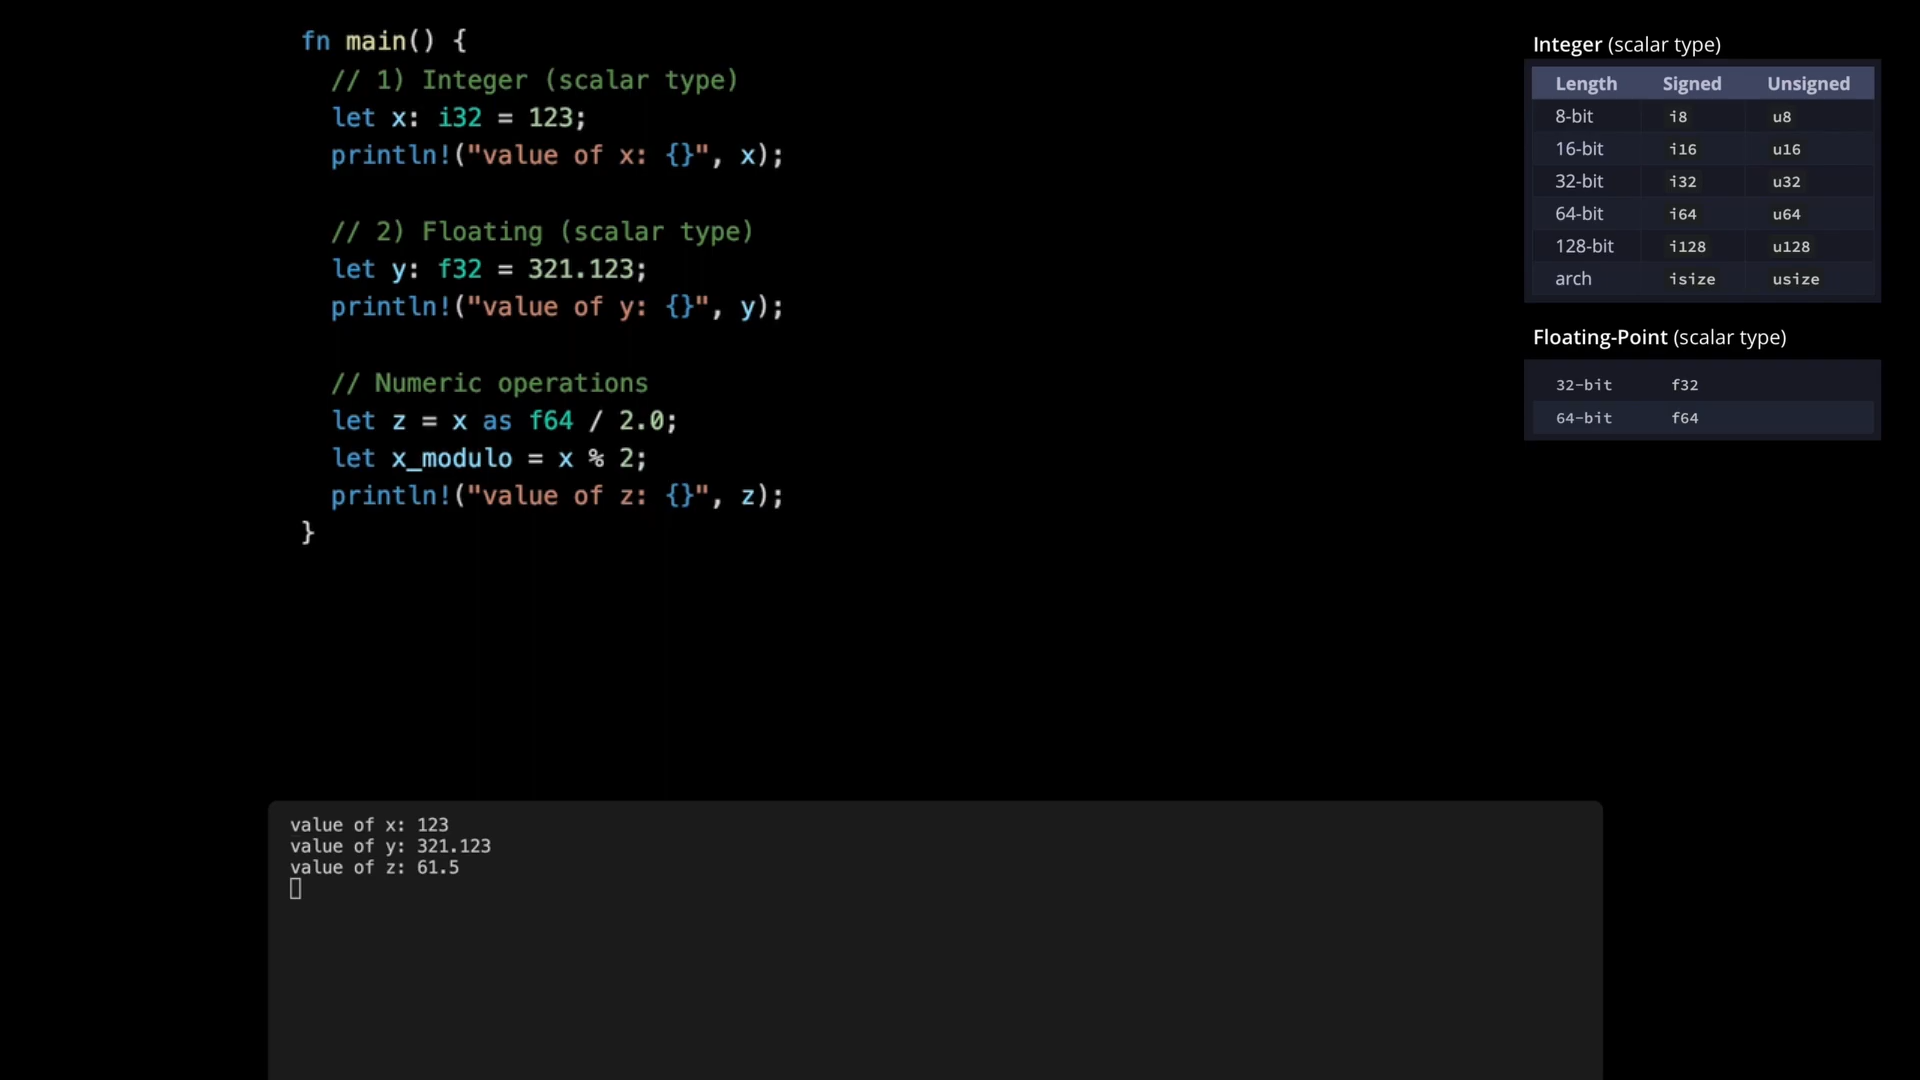 fn main() {
// 1) Integer (scalar type)
let x: i32 = 123;
println!("value of x: {}", x);
// 2) Floating (scalar type)
let y: f32 = 321.123;
println!("value of y: {}", y);
// Numeric operations
let z = x as f64 / 2.0;
let x_modulo = x % 2;
println!("value of z: {}", z);
}
Integer (scalar type)
Length Signed Unsigned
8-bit i8 u8
16-bit i16 u16
32-bit i32 u32
64-bit i64 u64
128-bit i128 u128
arch isize usize
Floating-Point (scalar type)
32-bit f32
64-bit f64
value of x: 123
value of y: 321.123
value of z: 61.5